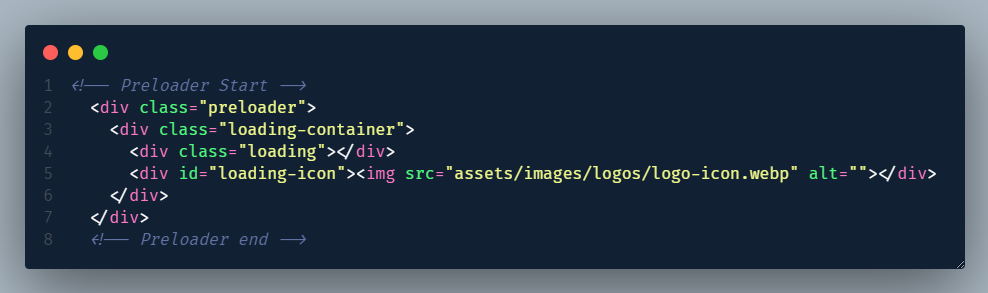 1 <!-- Preloader Start -->
2 <div class="preloader">
3 <div class="loading-container">
4 <div class="loading"></div>
5 <div id="loading-icon"><img src="assets/images/logos/logo-icon.webp" alt=""></div>
6 </div>
7 </div>
8 <!-- Preloader end -->